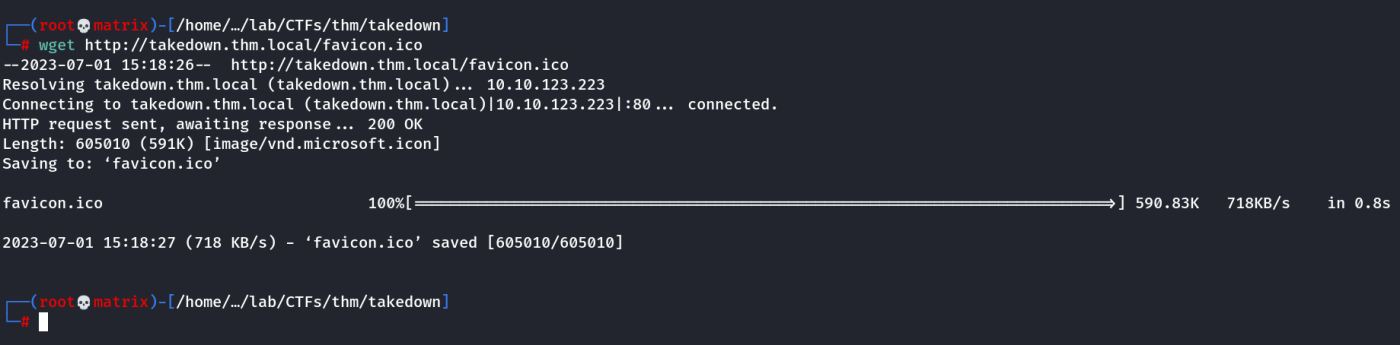 ┌──(root💀matrix)-[/home/…/lab/CTFs/thm/takedown]
└─# wget http://takedown.thm.local/favicon.ico
--2023-07-01 15:18:26--  http://takedown.thm.local/favicon.ico
Resolving takedown.thm.local (takedown.thm.local)... 10.10.123.223
Connecting to takedown.thm.local (takedown.thm.local)|10.10.123.223|:80... connected.
HTTP request sent, awaiting response... 200 OK
Length: 605010 (591K) [image/vnd.microsoft.icon]
Saving to: ‘favicon.ico’
favicon.ico 100%[===================>] 590.83K 718KB/s in 0.8s
2023-07-01 15:18:27 (718 KB/s) - ‘favicon.ico’ saved [605010/605010]
┌──(root💀matrix)-[/home/…/lab/CTFs/thm/takedown]
└─#